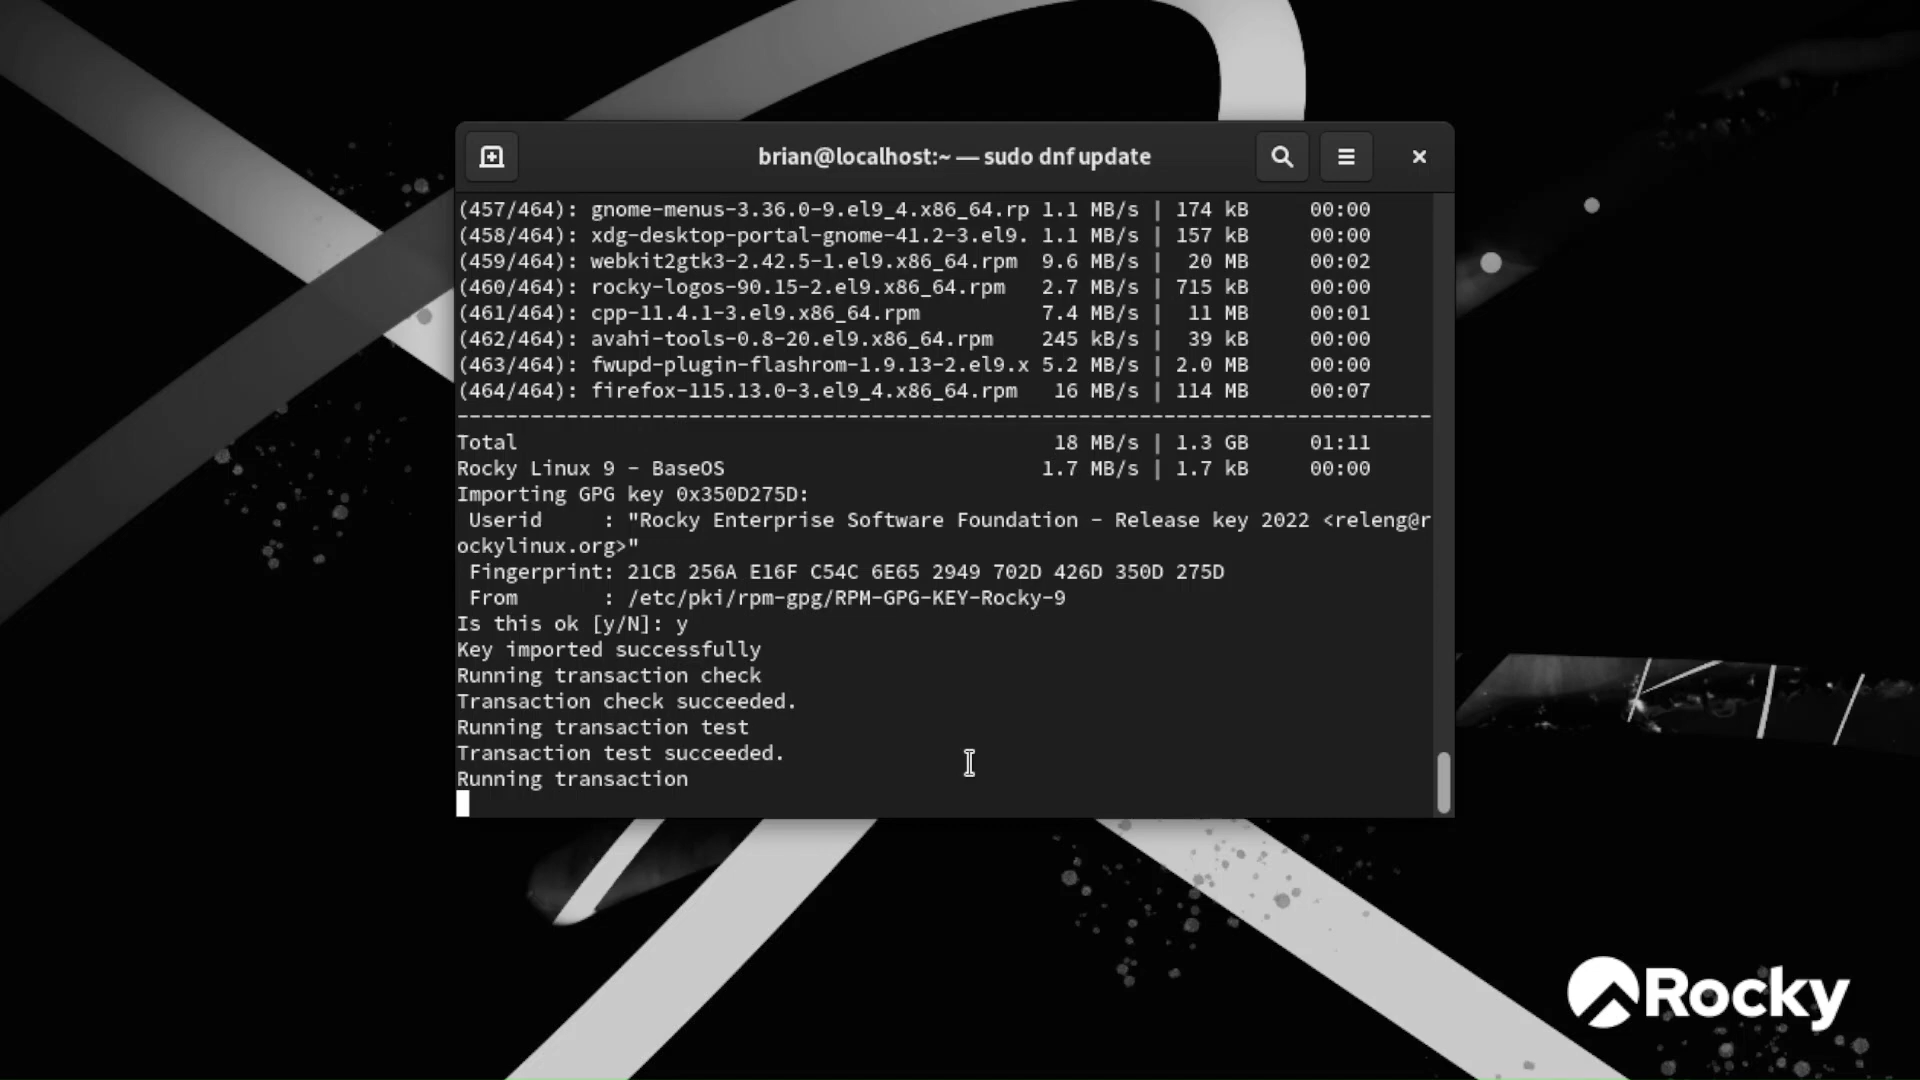 brian@localhost:~ — sudo dnf update
(457/464): gnome-menus-3.36.0-9.el9_4.x86_64.rp 1.1 MB/s | 174 kB 00:00
(458/464): xdg-desktop-portal-gnome-41.2-3.el9. 1.1 MB/s | 157 kB 00:00
(459/464): webkit2gtk3-2.42.5-1.el9.x86_64.rpm 9.6 MB/s | 20 MB 00:02
(460/464): rocky-logos-90.15-2.el9.x86_64.rpm 2.7 MB/s | 715 kB 00:00
(461/464): cpp-11.4.1-3.el9.x86_64.rpm 7.4 MB/s | 11 MB 00:01
(462/464): avahi-tools-0.8-20.el9.x86_64.rpm 245 kB/s | 39 kB 00:00
(463/464): fwupd-plugin-flashrom-1.9.13-2.el9.x 5.2 MB/s | 2.0 MB 00:00
(464/464): firefox-115.13.0-3.el9_4.x86_64.rpm 16 MB/s | 114 MB 00:07
--------------------------------------------------------------------------------
Total 18 MB/s | 1.3 GB 01:11
Rocky Linux 9 - BaseOS 1.7 MB/s | 1.7 kB 00:00
Importing GPG key 0x350D275D:
Userid : "Rocky Enterprise Software Foundation - Release key 2022 <releng@r
ockylinux.org>"
Fingerprint: 21CB 256A E16F C54C 6E65 2949 702D 426D 350D 275D
From : /etc/pki/rpm-gpg/RPM-GPG-KEY-Rocky-9
Is this ok [y/N]: y
Key imported successfully
Running transaction check
Transaction check succeeded.
Running transaction test
Transaction test succeeded.
Running transaction
Rocky